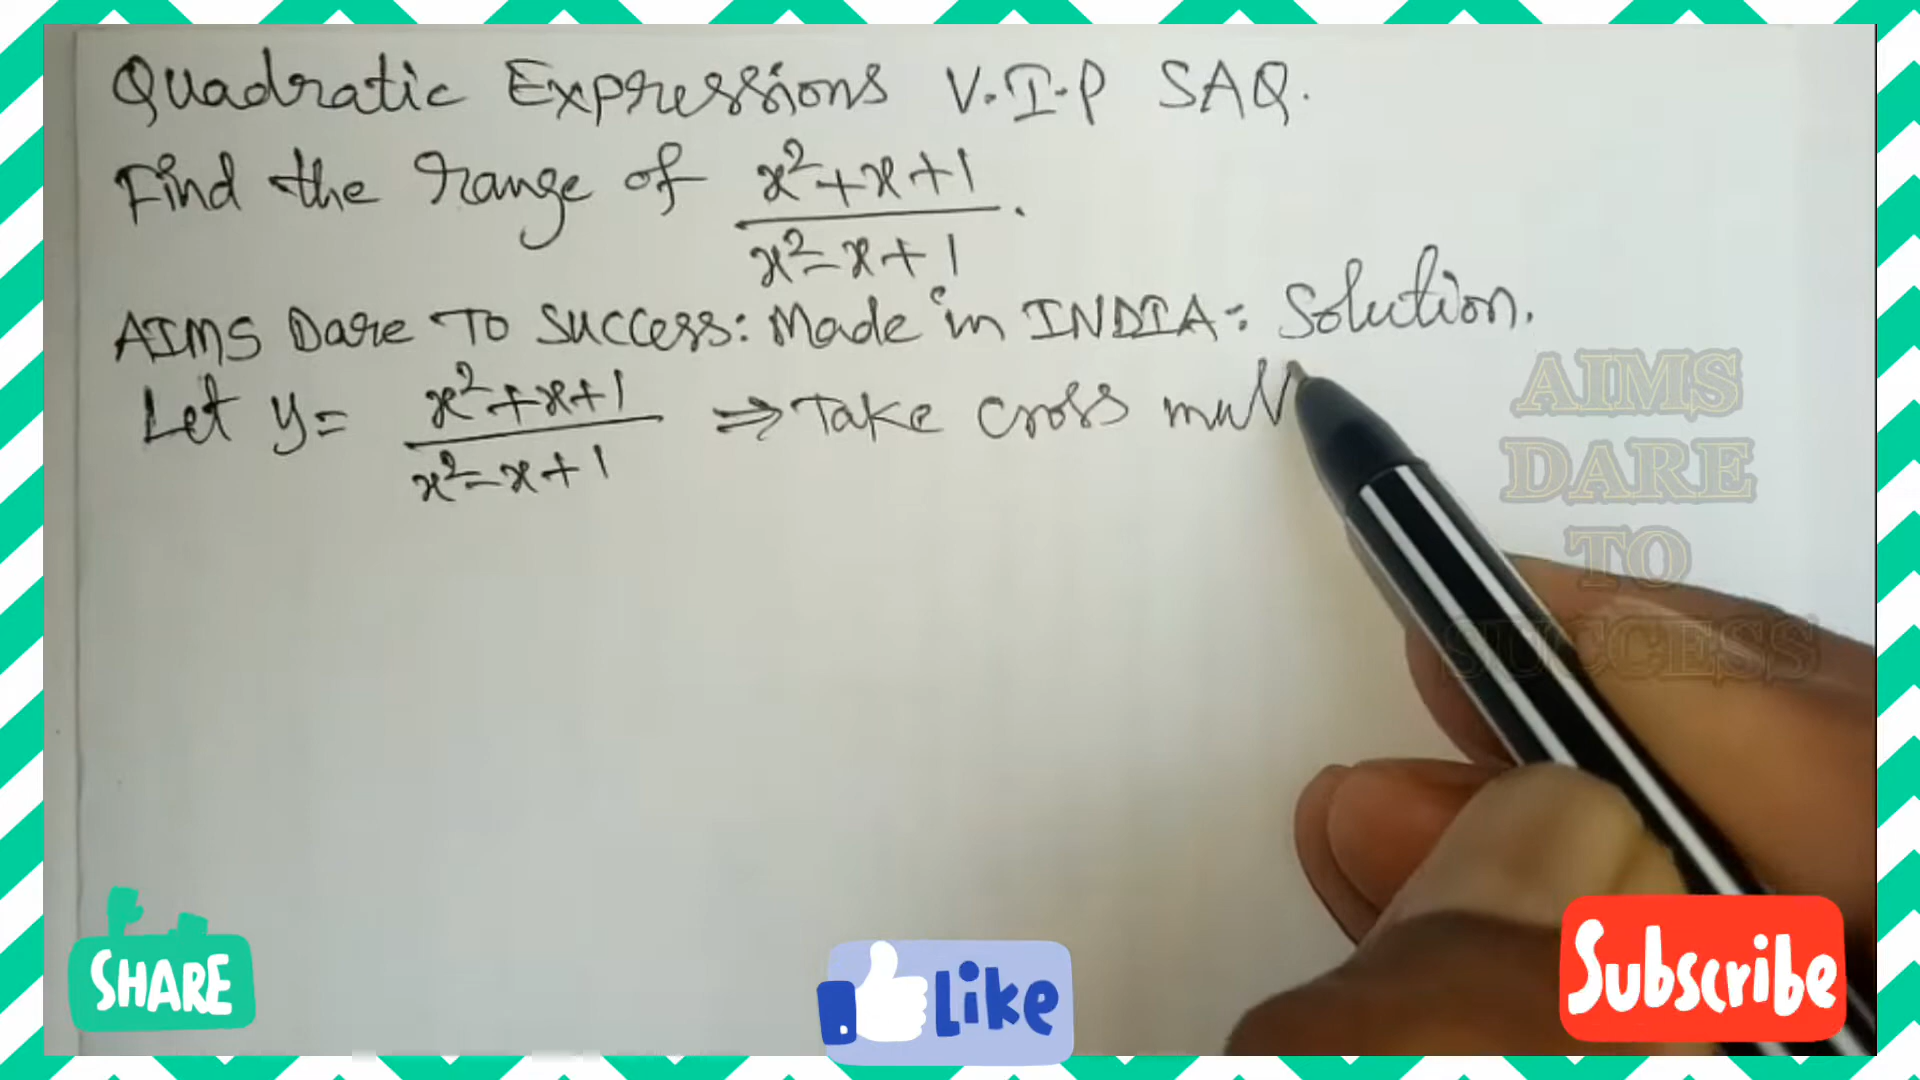 Quadratic Expressions V.I.P SAQ.
Find the range of x²+x+1 / x²-x+1.
AIMS Dare To Success: Made in INDIA: Solution.
Let y = x²+x+1 / x²-x+1 ⇒ Take cross mul
AIMS
DARE
TO
SUCCESS
SHARE
Like
Subscribe